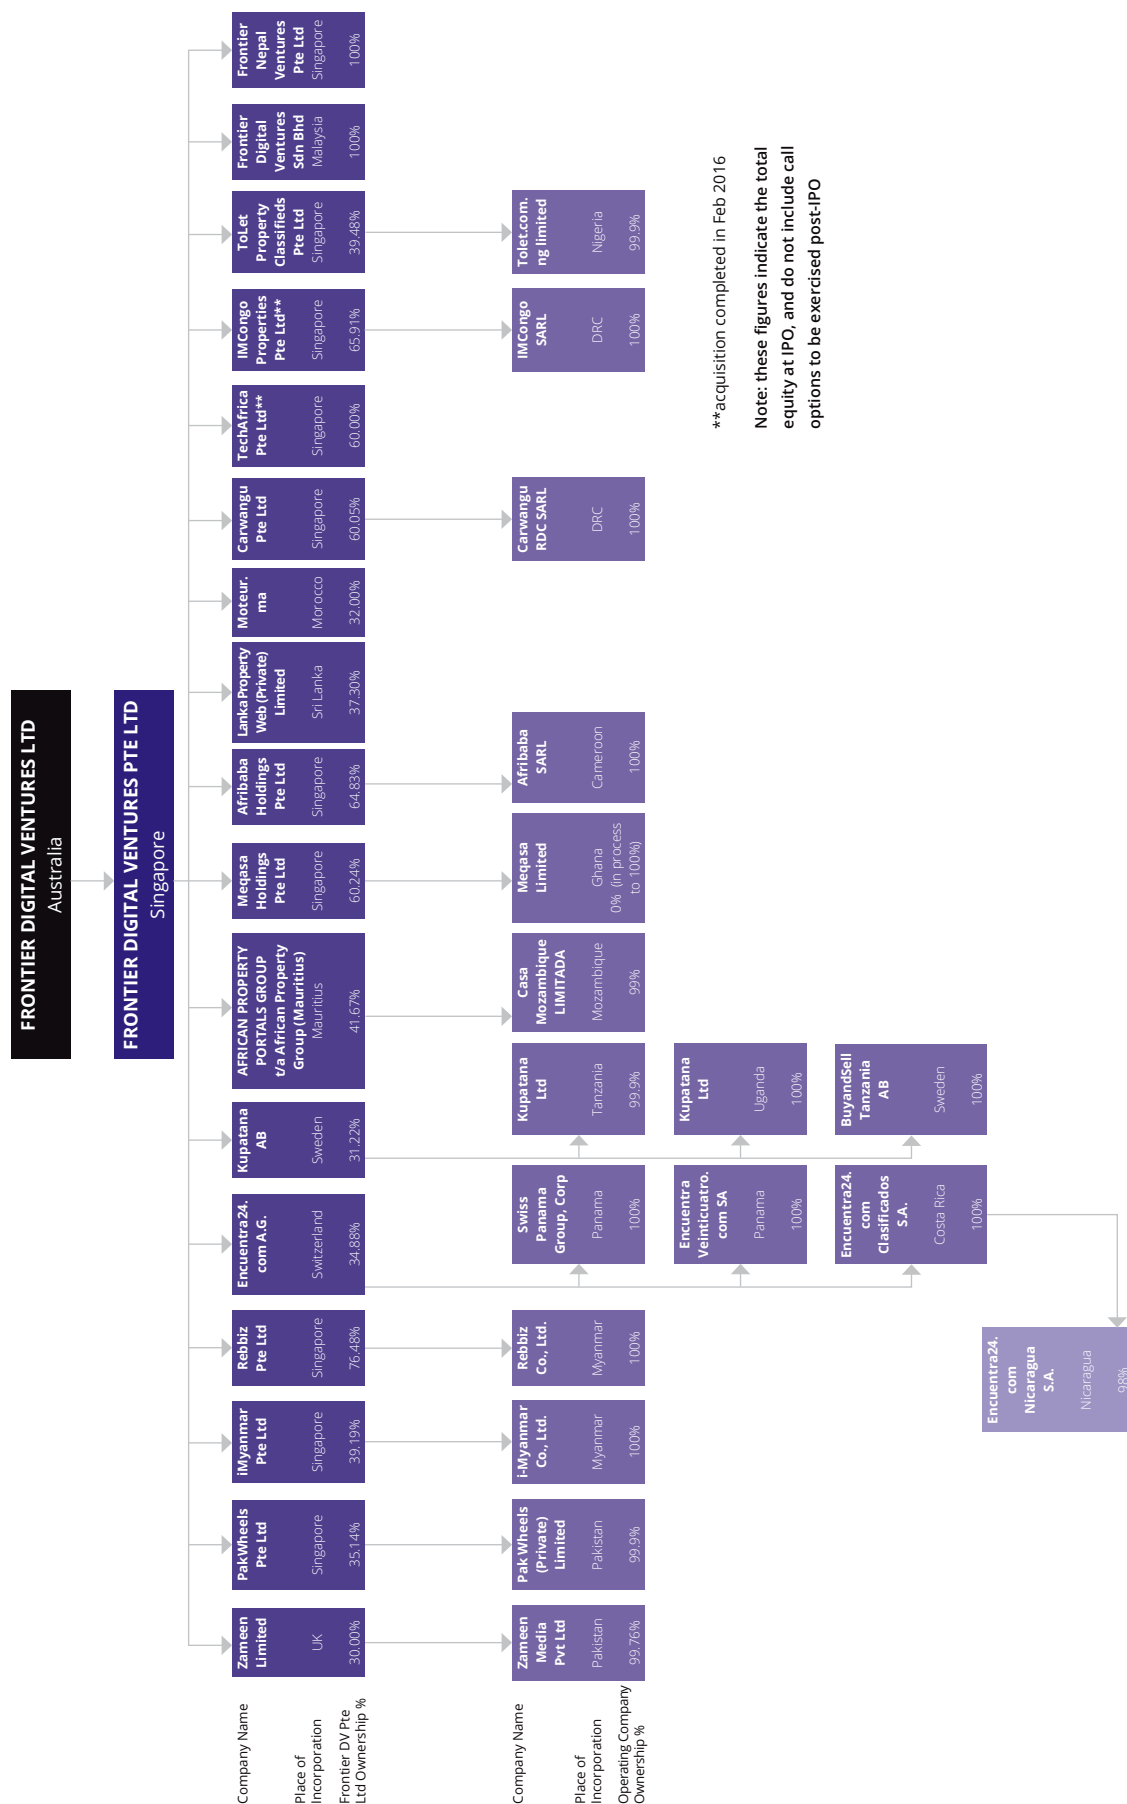 FRONTIER DIGITAL VENTURES LTD
Australia
FRONTIER DIGITAL VENTURES PTE LTD
Singapore
Company Name
Place of
Incorporation
Frontier DV Pte
Ltd Ownership %
Zameen
Limited
UK
30.00%
PakWheels
Pte Ltd
Singapore
35.14%
iMyanmar
Pte Ltd
Singapore
39.19%
Rebbiz
Pte Ltd
Singapore
76.48%
Encuentra24.
com A.G.
Switzerland
34.88%
Kupatana
AB
Sweden
31.22%
AFRICAN PROPERTY
PORTALS GROUP
t/a African Property
Group (Mauritius)
Mauritius
41.67%
Meqasa
Holdings
Pte Ltd
Singapore
60.24%
Afribaba
Holdings
Pte Ltd
Singapore
64.83%
LankaProperty
Web (Private)
Limited
Sri Lanka
37.30%
Moteur.
ma
Morocco
32.00%
Carwangu
Pte Ltd
Singapore
60.05%
TechAfrica
Pte Ltd**
Singapore
60.00%
IMCongo
Properties
Pte Ltd**
Singapore
65.91%
ToLet
Property
Classifieds
Pte Ltd
Singapore
39.48%
Frontier
Digital
Ventures
Sdn Bhd
Malaysia
100%
Frontier
Nepal
Ventures
Pte Ltd
Singapore
100%
Company Name
Place of
Incorporation
Operating Company
Ownership %
Zameen
Media
Pvt Ltd
Pakistan
99.76%
Pak Wheels
(Private)
Limited
Pakistan
99.9%
i-Myanmar
Co., Ltd.
Myanmar
100%
Rebbiz
Co., Ltd.
Myanmar
100%
Swiss
Panama
Group, Corp
Panama
100%
Kupatana
Ltd
Tanzania
99.9%
Casa
Mozambique
LIMITADA
Mozambique
99%
Meqasa
Limited
Ghana
0% (in process
to 100%)
Afribaba
SARL
Cameroon
100%
Carwangu
RDC SARL
DRC
100%
IMCongo
SARL
DRC
100%
Tolet.com.
ng limited
Nigeria
99.9%
Encuentra
Veinticuatro.
com SA
Panama
100%
Kupatana
Ltd
Uganda
100%
Encuentra24.
com
Clasificados
S.A.
Costa Rica
100%
BuyandSell
Tanzania
AB
Sweden
100%
Encuentra24.
com
Nicaragua
S.A.
Nicaragua
98%
**acquisition completed in Feb 2016
Note: these figures indicate the total
equity at IPO, and do not include call
options to be exercised post-IPO